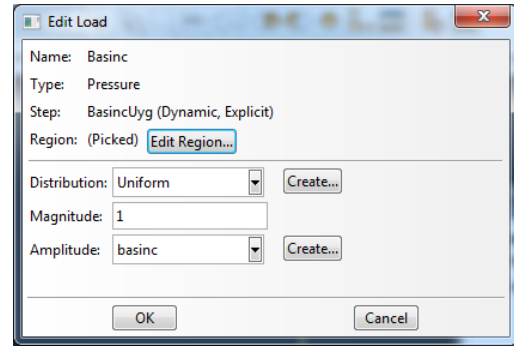 Edit Load
Name: Basinc
Type: Pressure
Step: BasincUyg (Dynamic, Explicit)
Region: (Picked) Edit Region...
Distribution: Uniform Create...
Magnitude: 1
Amplitude: basinc Create...
OK Cancel